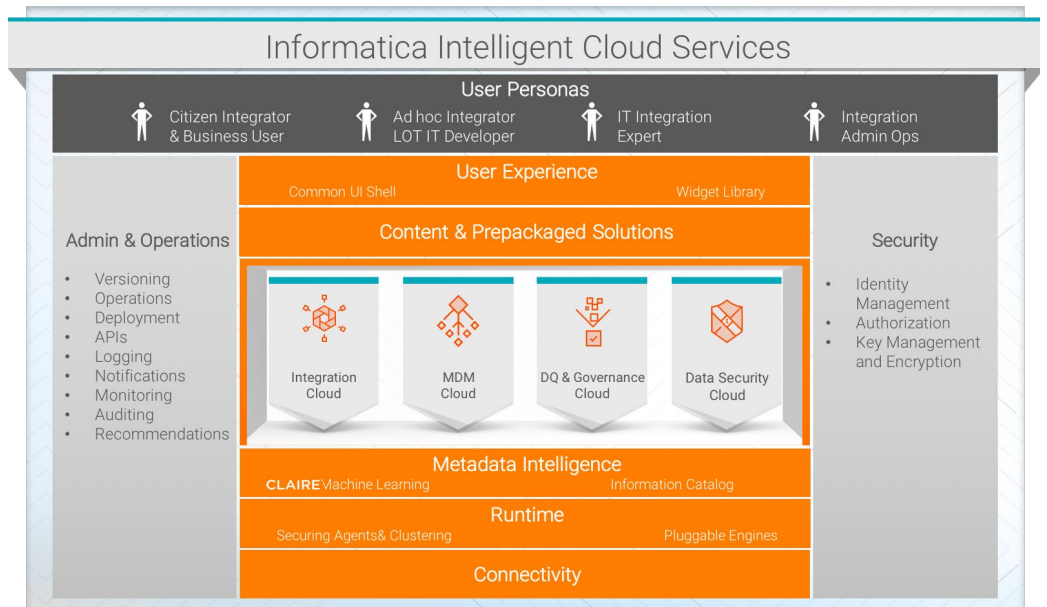 Informatica Intelligent Cloud Services
User Personas
Citizen Integrator
& Business User
Ad hoc Integrator
LOT IT Developer
IT Integration
Expert
Integration
Admin Ops
Admin & Operations
• Versioning
• Operations
• Deployment
• APIs
• Logging
• Notifications
• Monitoring
• Auditing
• Recommendations
User Experience
Common UI Shell
Widget Library
Content & Prepackaged Solutions
Integration
Cloud
MDM
Cloud
DQ & Governance
Cloud
Data Security
Cloud
Metadata Intelligence
CLAIRE Machine Learning
Information Catalog
Runtime
Securing Agents& Clustering
Pluggable Engines
Connectivity
Security
• Identity
Management
• Authorization
• Key Management
and Encryption